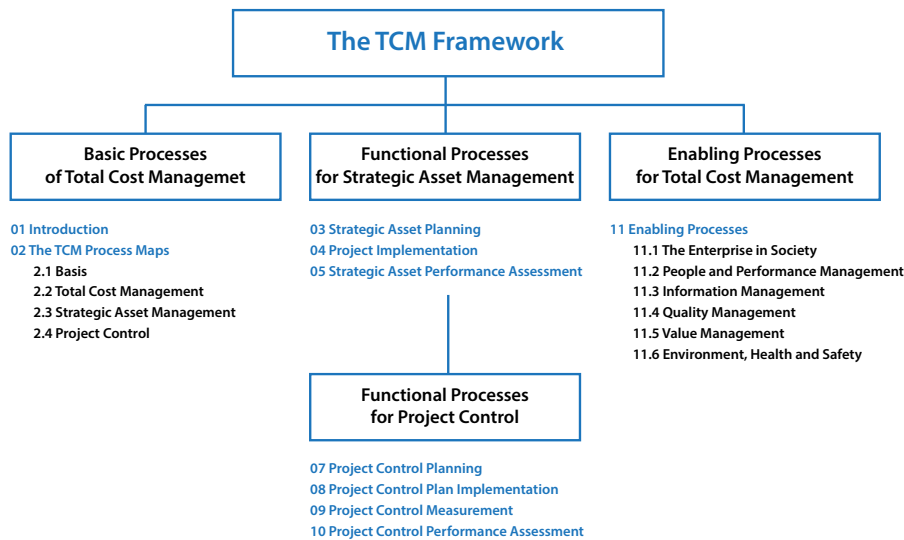 The TCM Framework
Basic Processes
of Total Cost Managemet
01 Introduction
02 The TCM Process Maps
2.1 Basis
2.2 Total Cost Management
2.3 Strategic Asset Management
2.4 Project Control
Functional Processes
for Strategic Asset Management
03 Strategic Asset Planning
04 Project Implementation
05 Strategic Asset Performance Assessment
Functional Processes
for Project Control
07 Project Control Planning
08 Project Control Plan Implementation
09 Project Control Measurement
10 Project Control Performance Assessment
Enabling Processes
for Total Cost Management
11 Enabling Processes
11.1 The Enterprise in Society
11.2 People and Performance Management
11.3 Information Management
11.4 Quality Management
11.5 Value Management
11.6 Environment, Health and Safety